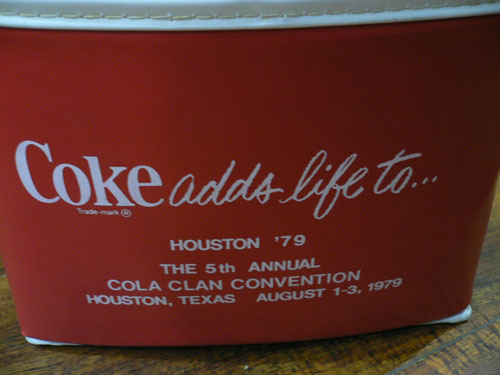 Coke adds life to...
Trade-mark ®
HOUSTON '79
THE 5th ANNUAL
COLA CLAN CONVENTION
HOUSTON, TEXAS AUGUST 1-3, 1979